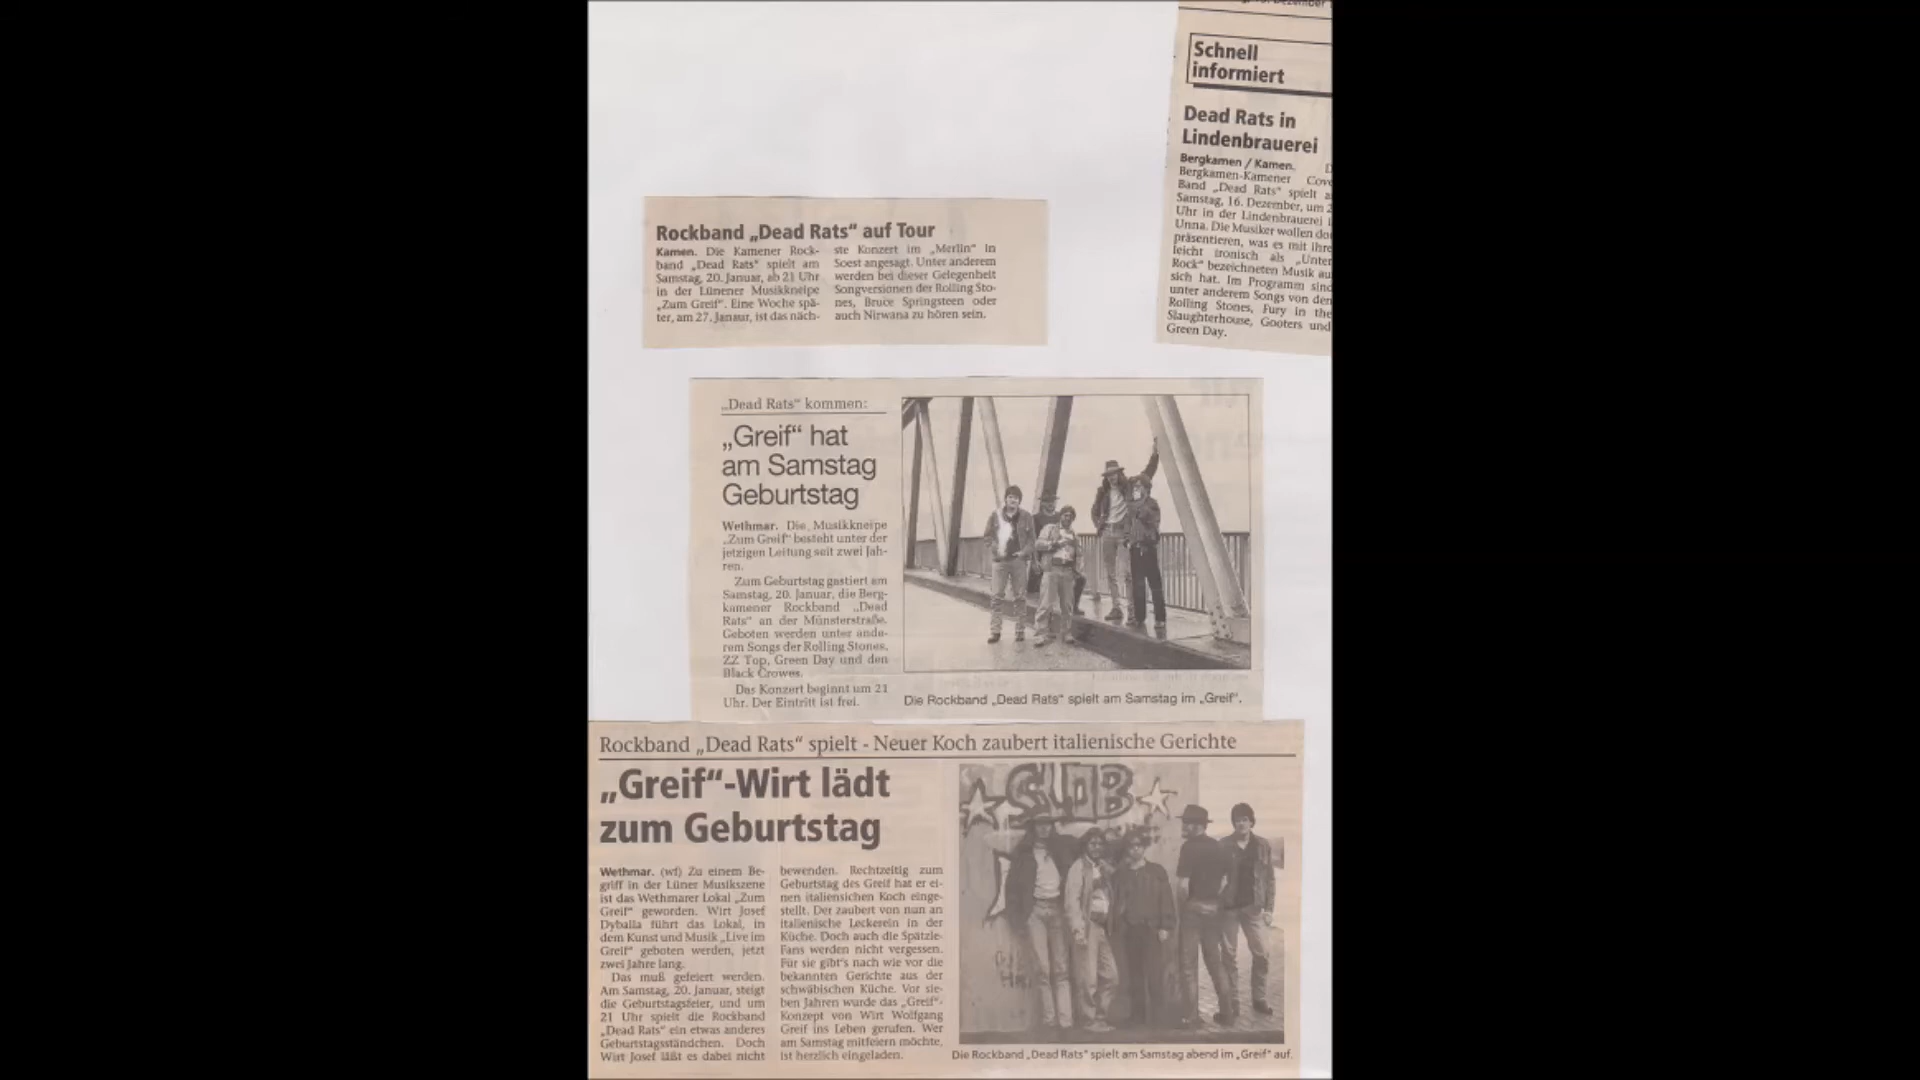 Dezember
Schnell
informiert
Dead Rats in
Lindenbrauerei
Bergkamen / Kamen. D
Bergkamen-Kamener Cove
Band „Dead Rats“ spielt a
Samstag, 16. Dezember, um 2
Uhr in der Lindenbrauerei i
Unna. Die Musiker wollen do
präsentieren, was es mit ihre
leicht ironisch als „Unter
Rock“ bezeichneten Musik au
sich hat. Im Programm sind
unter anderem Songs von den
Rolling Stones, Fury in the
Slaughterhouse, Gooters und
Green Day.
Rockband „Dead Rats“ auf Tour
Kamen. Die Kamener Rock-
band „Dead Rats“ spielt am
Samstag, 20. Januar, ab 21 Uhr
in der Lünener Musikkneipe
„Zum Greif“. Eine Woche spä-
ter, am 27. Janaur, ist das näch-
ste Konzert im „Merlin“ in
Soest angesagt. Unter anderem
werden bei dieser Gelegenheit
Songversionen der Rolling Sto-
nes, Bruce Springsteen oder
auch Nirwana zu hören sein.
„Dead Rats“ kommen:
„Greif“ hat
am Samstag
Geburtstag
Wethmar. Die Musikkneipe
„Zum Greif“ besteht unter der
jetzigen Leitung seit zwei Jah-
ren.
Zum Geburtstag gastiert am
Samstag, 20. Januar, die Berg-
kamener Rockband „Dead
Rats“ an der Münsterstraße.
Geboten werden unter ande-
rem Songs der Rolling Stones,
ZZ Top, Green Day und den
Black Crowes.
Das Konzert beginnt um 21
Uhr. Der Eintritt ist frei.
Die Rockband „Dead Rats“ spielt am Samstag im „Greif“.
Rockband „Dead Rats“ spielt - Neuer Koch zaubert italienische Gerichte
„Greif“-Wirt lädt
zum Geburtstag
Wethmar. (wf) Zu einem Be-
griff in der Lüner Musikszene
ist das Wethmarer Lokal „Zum
Greif“ geworden. Wirt Josef
Dyballa führt das Lokal, in
dem Kunst und Musik „Live im
Greif“ geboten werden, jetzt
zwei Jahre lang.
Das muß gefeiert werden.
Am Samstag, 20. Januar, steigt
die Geburtstagsfeier, und um
21 Uhr spielt die Rockband
„Dead Rats“ ein etwas anderes
Geburtstagsständchen. Doch
Wirt Josef läßt es dabei nicht
bewenden. Rechtzeitig zum
Geburtstag des Greif hat er ei-
nen italiensichen Koch einge-
stellt. Der zaubert von nun an
italienische Leckerein in der
Küche. Doch auch die Spätzle-
Fans werden nicht vergessen.
Für sie gibt's nach wie vor die
bekannten Gerichte aus der
schwäbischen Küche. Vor sie-
ben Jahren wurde das „Greif“-
Konzept von Wirt Wolfgang
Greif ins Leben gerufen. Wer
am Samstag mitfeiern möchte,
ist herzlich eingeladen.
Die Rockband „Dead Rats“ spielt am Samstag abend im „Greif“ auf.